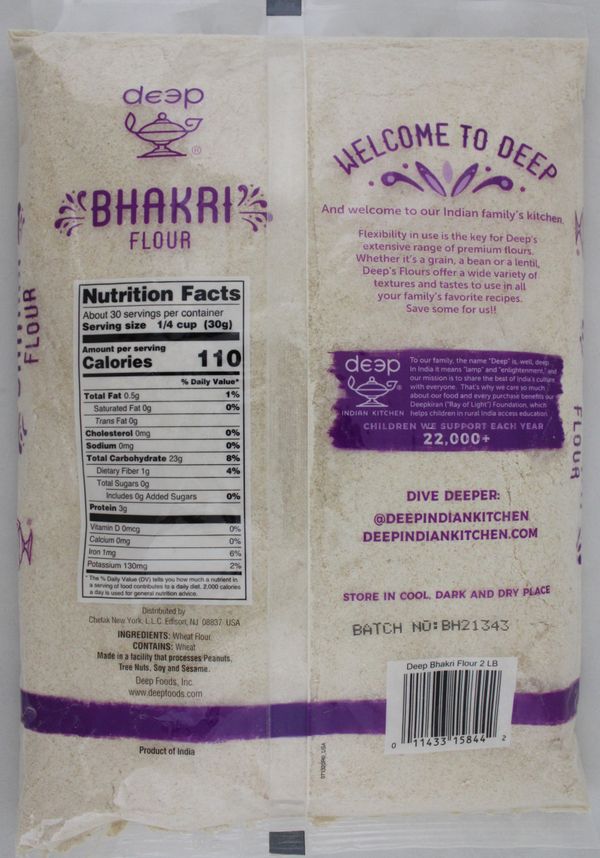 deep
®
BHAKRI
FLOUR
Nutrition Facts
About 30 servings per container
Serving size 1/4 cup (30g)
Amount per serving
Calories 110
% Daily Value*
Total Fat 0.5g 1%
Saturated Fat 0g 0%
Trans Fat 0g
Cholesterol 0mg 0%
Sodium 0mg 0%
Total Carbohydrate 23g 8%
Dietary Fiber 1g 4%
Total Sugars 0g
Includes 0g Added Sugars 0%
Protein 3g
Vitamin D 0mcg 0%
Calcium 0mg 0%
Iron 1mg 6%
Potassium 130mg 2%
* The % Daily Value (DV) tells you how much a nutrient in
a serving of food contributes to a daily diet. 2,000 calories
a day is used for general nutrition advice.
Distributed by
Chetak New York, L.L.C. Edison, NJ 08837 USA
INGREDIENTS: Wheat Flour.
CONTAINS: Wheat
Made in a facility that processes Peanuts,
Tree Nuts, Soy and Sesame.
Deep Foods, Inc.
www.deepfoods.com
Product of India
FLOUR
WELCOME TO DEEP
And welcome to our Indian family's kitchen.
Flexibility in use is the key for Deep's
extensive range of premium flours.
Whether it's a grain, a bean or a lentil,
Deep's Flours offer a wide variety of
textures and tastes to use in all
your family's favorite recipes.
Save some for us!!
deep
INDIAN KITCHEN
To our family, the name "Deep" is, well, deep.
In India it means "lamp" and "enlightenment," and
our mission is to share the best of India's culture
with everyone. That's why we care so much
about our food and every purchase benefits our
Deepkiran ("Ray of Light") Foundation, which
helps children in rural India access education.
CHILDREN WE SUPPORT EACH YEAR
22,000+
DIVE DEEPER:
@DEEPINDIANKITCHEN
DEEPINDIANKITCHEN.COM
STORE IN COOL, DARK AND DRY PLACE
BATCH NO:BH21343
Deep Bhakri Flour 2 LB
0 11433 15844 2
FLOUR